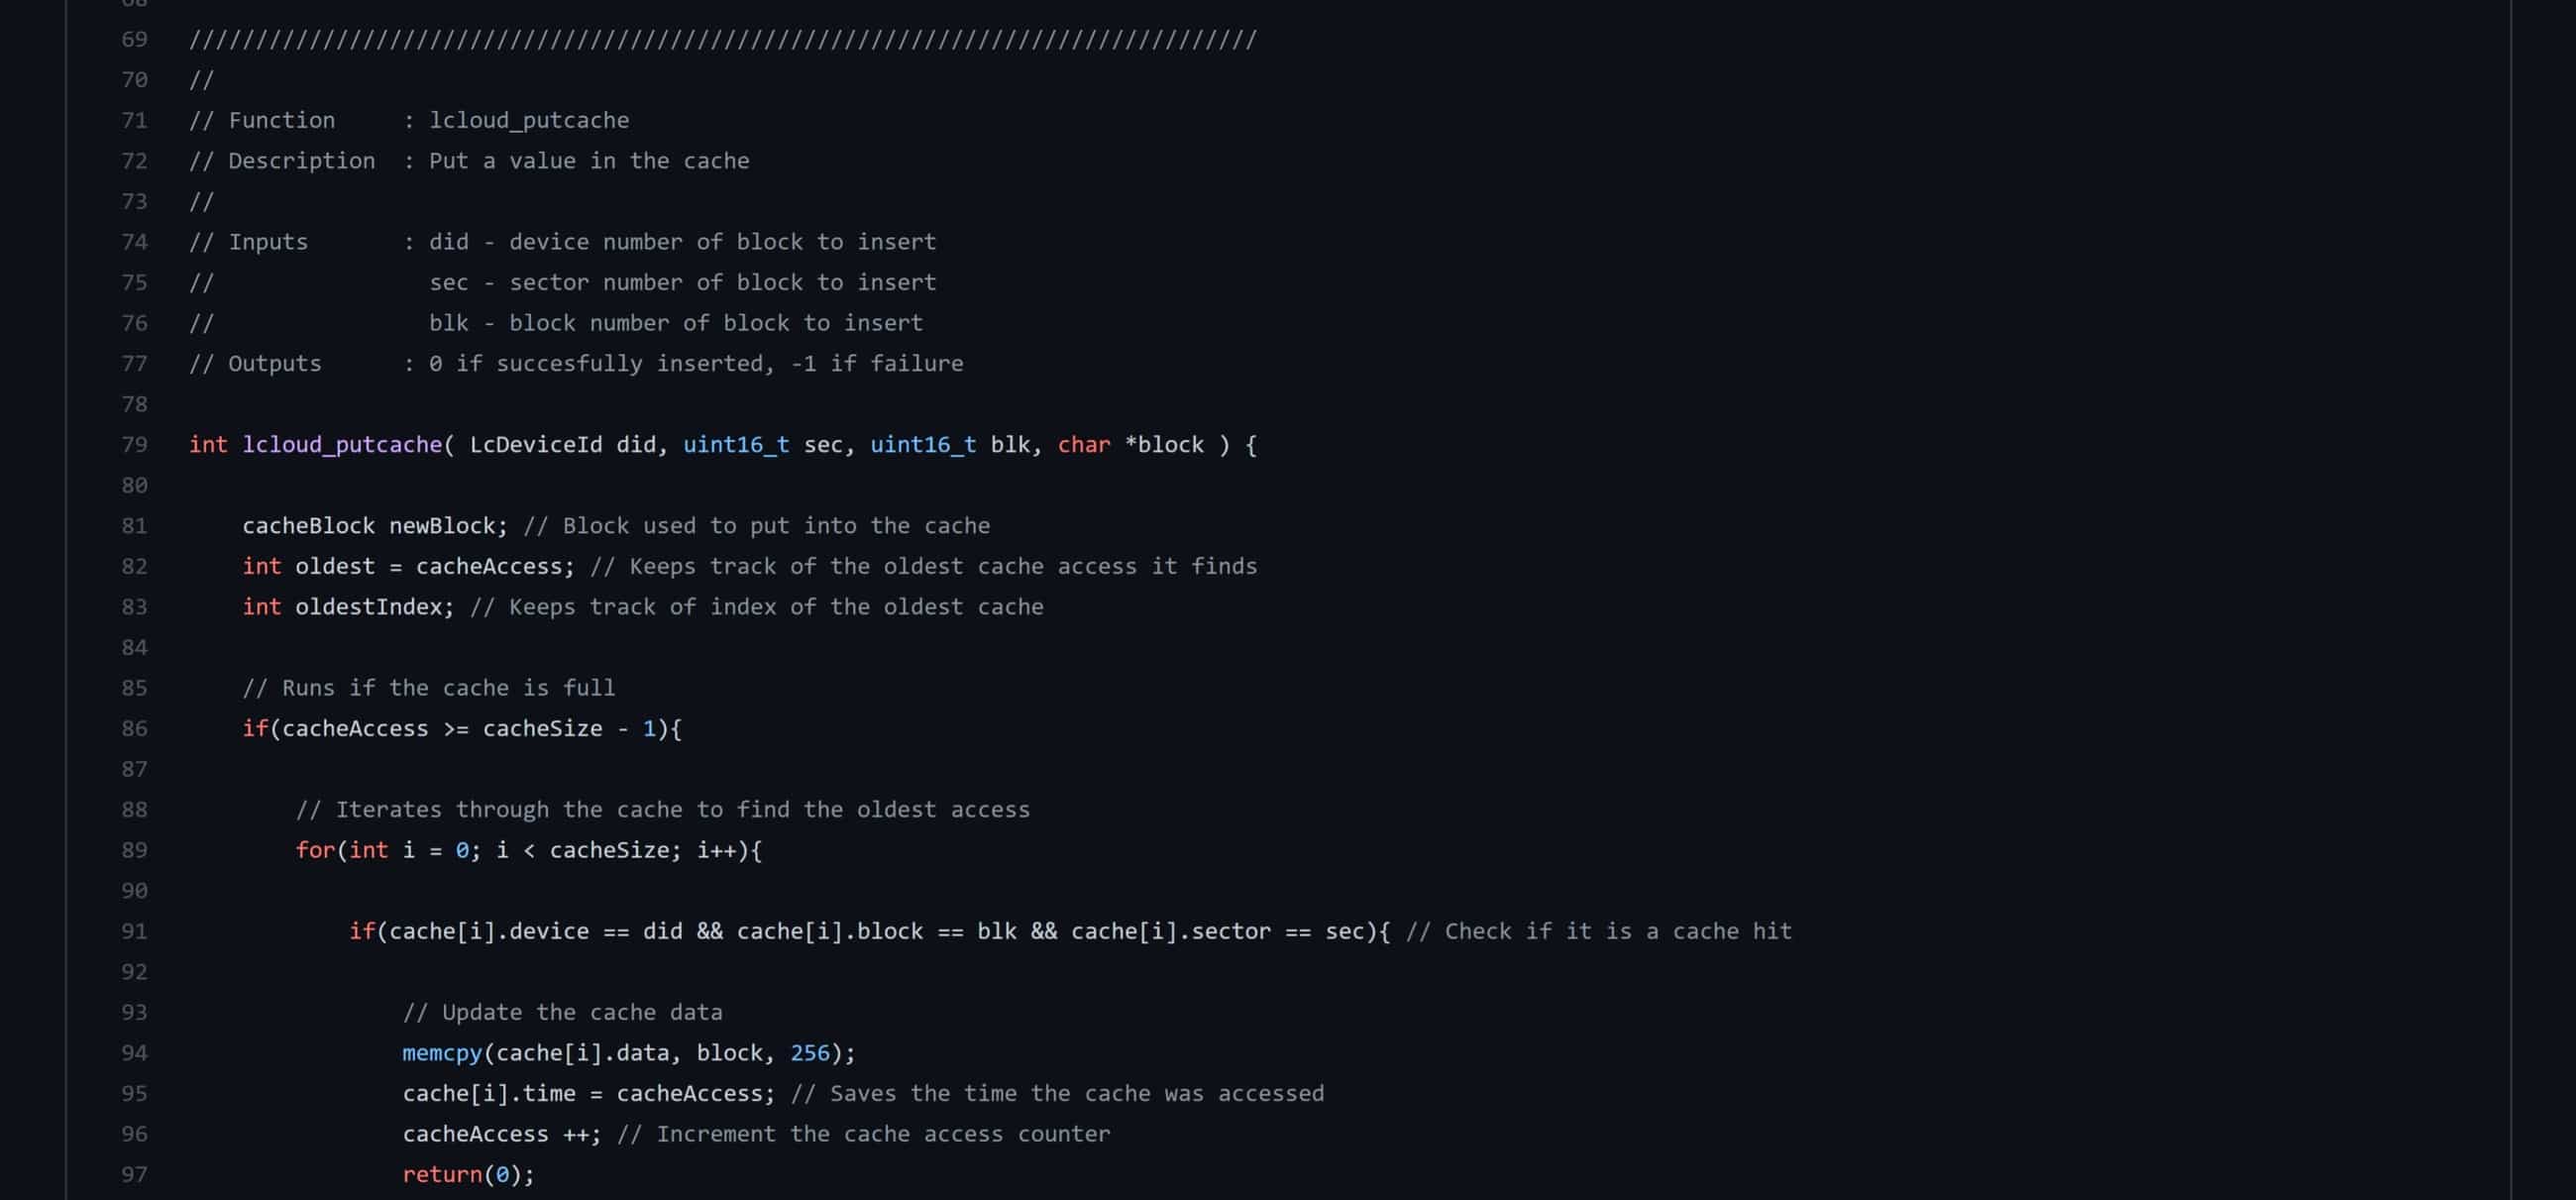 69 ////////////////////////////////////////////////////////////////////////////////
70 //
71 // Function     : lcloud_putcache
72 // Description  : Put a value in the cache
73 //
74 // Inputs       : did - device number of block to insert
75 //                sec - sector number of block to insert
76 //                blk - block number of block to insert
77 // Outputs      : 0 if succesfully inserted, -1 if failure
78
79 int lcloud_putcache( LcDeviceId did, uint16_t sec, uint16_t blk, char *block ) {
80
81     cacheBlock newBlock; // Block used to put into the cache
82     int oldest = cacheAccess; // Keeps track of the oldest cache access it finds
83     int oldestIndex; // Keeps track of index of the oldest cache
84
85     // Runs if the cache is full
86     if(cacheAccess >= cacheSize - 1){
87
88         // Iterates through the cache to find the oldest access
89         for(int i = 0; i < cacheSize; i++){
90
91             if(cache[i].device == did && cache[i].block == blk && cache[i].sector == sec){ // Check if it is a cache hit
92
93                 // Update the cache data
94                 memcpy(cache[i].data, block, 256);
95                 cache[i].time = cacheAccess; // Saves the time the cache was accessed
96                 cacheAccess ++; // Increment the cache access counter
97                 return(0);